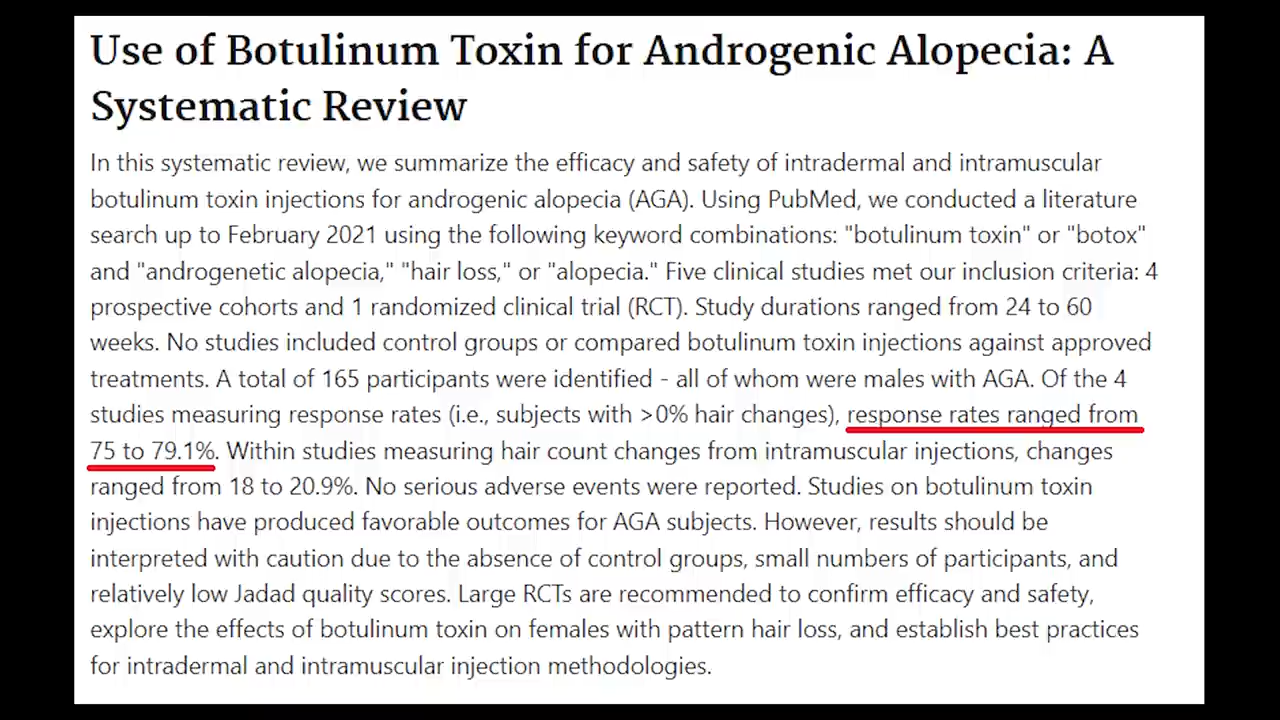 Use of Botulinum Toxin for Androgenic Alopecia: A
Systematic Review
In this systematic review, we summarize the efficacy and safety of intradermal and intramuscular
botulinum toxin injections for androgenic alopecia (AGA). Using PubMed, we conducted a literature
search up to February 2021 using the following keyword combinations: "botulinum toxin" or "botox"
and "androgenetic alopecia," "hair loss," or "alopecia." Five clinical studies met our inclusion criteria: 4
prospective cohorts and 1 randomized clinical trial (RCT). Study durations ranged from 24 to 60
weeks. No studies included control groups or compared botulinum toxin injections against approved
treatments. A total of 165 participants were identified - all of whom were males with AGA. Of the 4
studies measuring response rates (i.e., subjects with >0% hair changes), response rates ranged from
75 to 79.1%. Within studies measuring hair count changes from intramuscular injections, changes
ranged from 18 to 20.9%. No serious adverse events were reported. Studies on botulinum toxin
injections have produced favorable outcomes for AGA subjects. However, results should be
interpreted with caution due to the absence of control groups, small numbers of participants, and
relatively low Jadad quality scores. Large RCTs are recommended to confirm efficacy and safety,
explore the effects of botulinum toxin on females with pattern hair loss, and establish best practices
for intradermal and intramuscular injection methodologies.